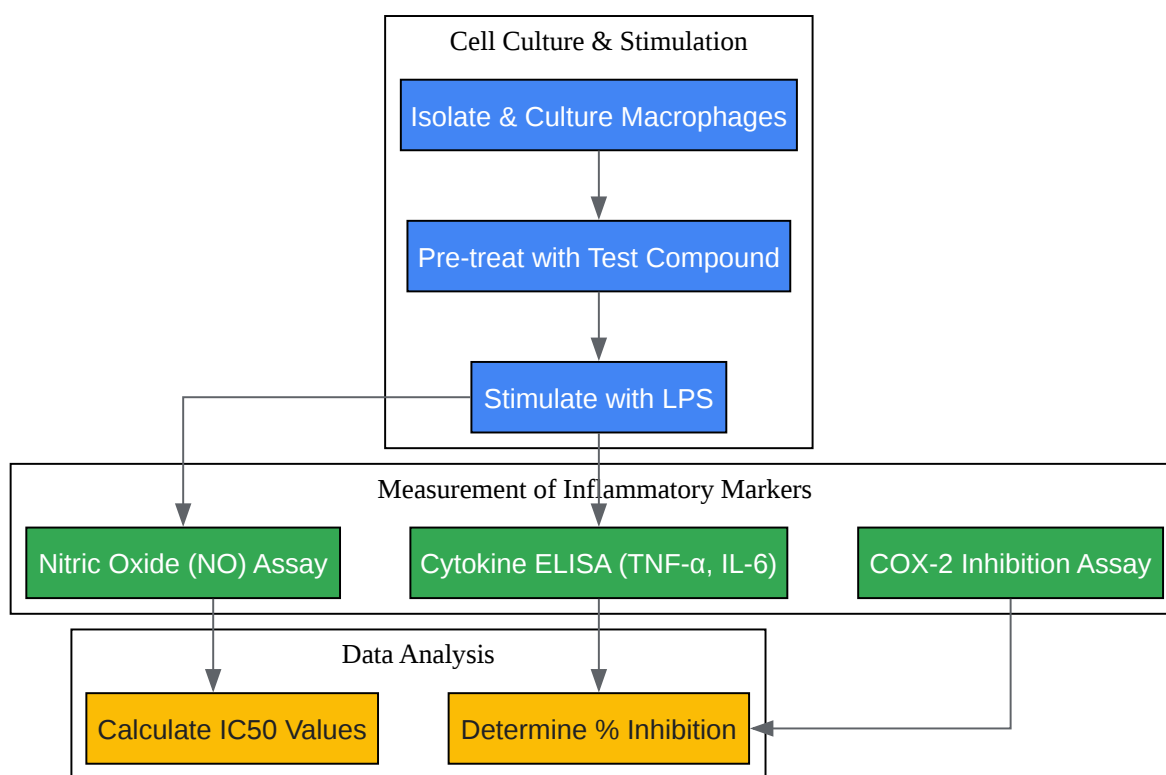 Cell Culture & Stimulation
Isolate & Culture Macrophages
Pre-treat with Test Compound
Stimulate with LPS
Measurement of Inflammatory Markers
Nitric Oxide (NO) Assay
Cytokine ELISA (TNF-α, IL-6)
COX-2 Inhibition Assay
Data Analysis
Calculate IC50 Values
Determine % Inhibition